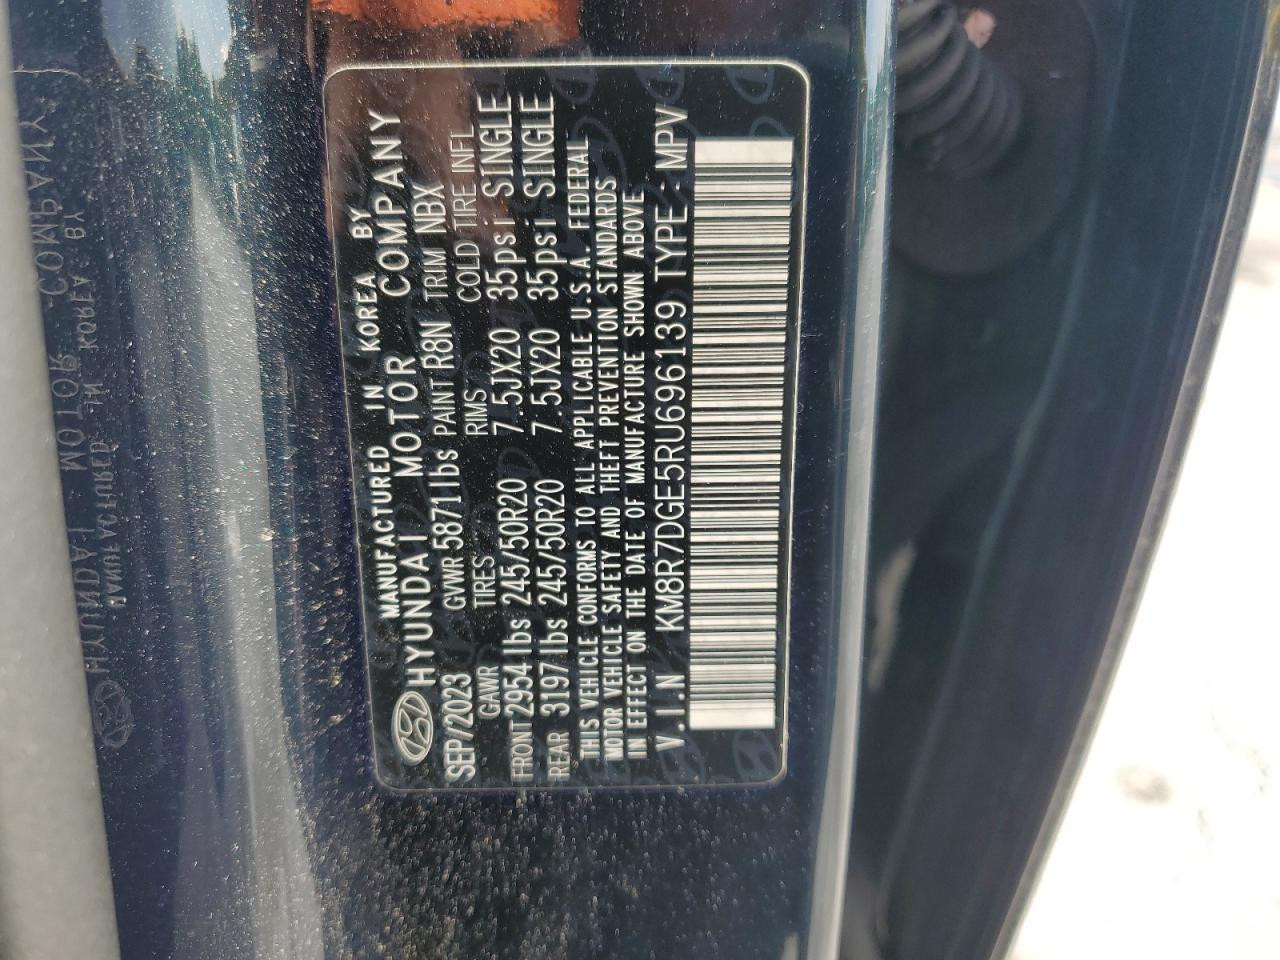 MANUFACTURED IN KOREA BY
HYUNDAI MOTOR COMPANY
SEP/2023 GVWR 5871lbs PAINT R8N TRIM NBX
GAWR TIRES RIMS COLD TIRE INFL
FRONT 2954lbs 245/50R20 7.5JX20 35psi SINGLE
REAR 3197lbs 245/50R20 7.5JX20 35psi SINGLE
THIS VEHICLE CONFORMS TO ALL APPLICABLE U.S.A. FEDERAL
MOTOR VEHICLE SAFETY AND THEFT PREVENTION STANDARDS
IN EFFECT ON THE DATE OF MANUFACTURE SHOWN ABOVE
V.I.N : KM8R7DGE5RU696139 TYPE : MPV